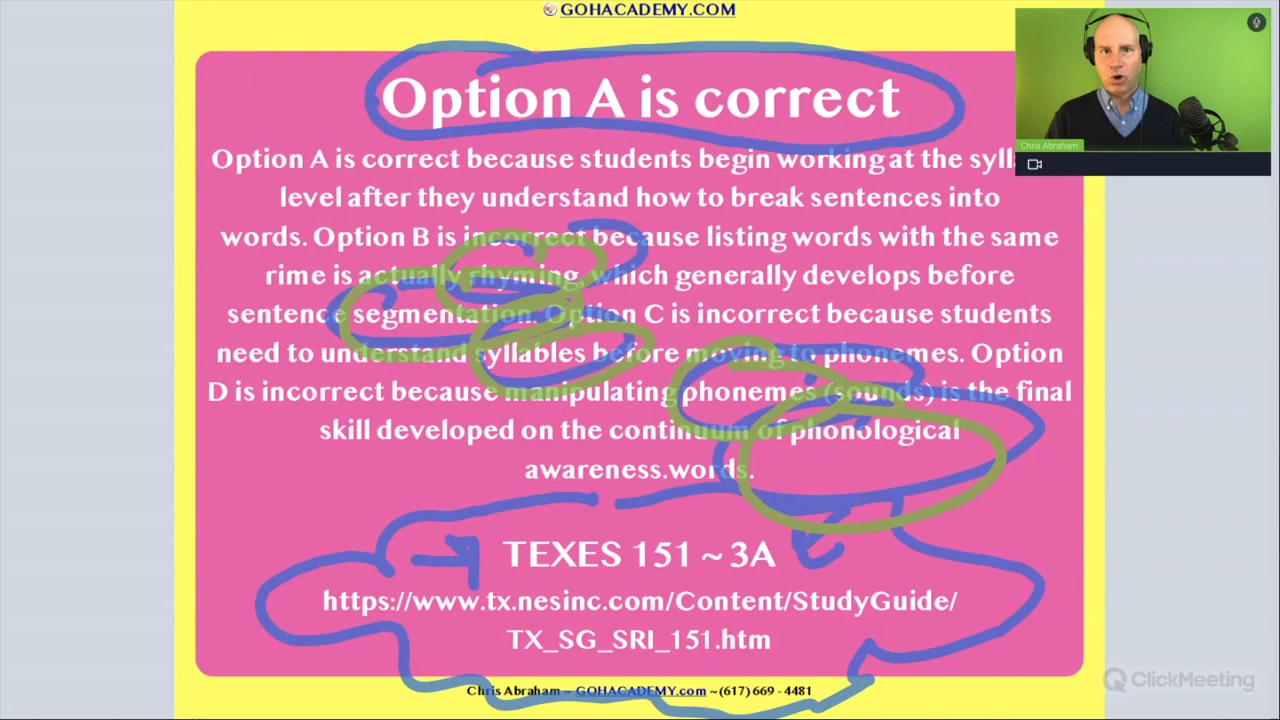 GOHACADEMY.COM
Option A is correct
Option A is correct because students begin working at the
level after they understand how to break sentences into
words. Option B is incorrect because listing words with the same
rime is actually rhyming, which generally develops before
sentence segmentation. Option C is incorrect because students
need to understand syllables before moving to phonemes. Option
D is incorrect because manipulating phonemes (sounds) is the final
skill developed on the continuum of phonological
awareness.words.
TEXES 151 ~ 3A
https://www.tx.nesinc.com/Content/StudyGuide/
TX_SG_SRI_151.htm
Chris Abraham ~ GOHACADEMY.com ~(617) 669 - 4481
Chris Abraham
ClickMeeting